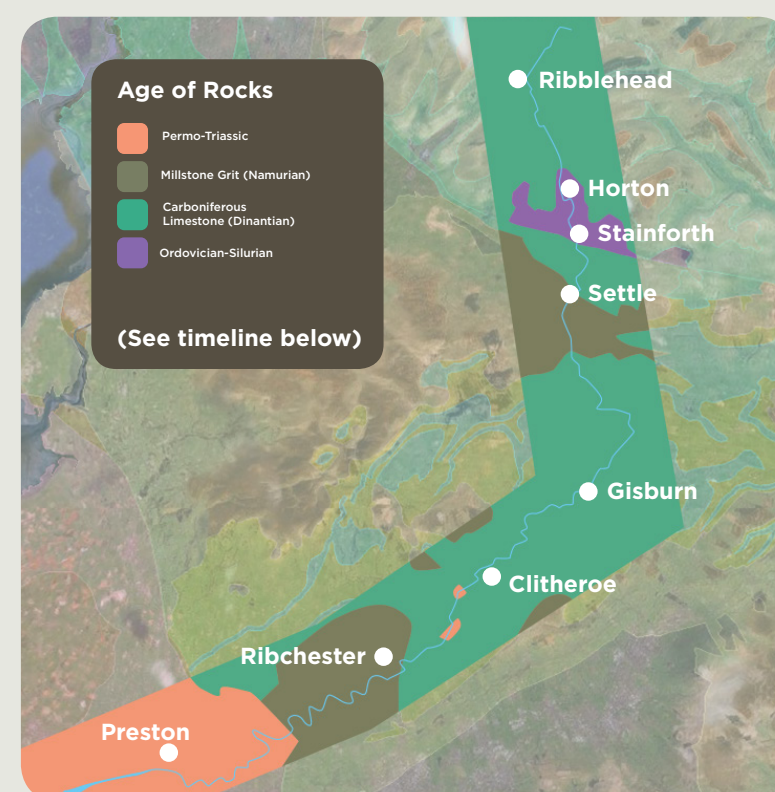 Age of Rocks
Permo-Triassic
Millstone Grit (Namurian)
Carboniferous
Limestone (Dinantian)
Ordovician-Silurian
(See timeline below)
Ribblehead
Horton
Stainforth
Settle
Gisburn
Clitheroe
Ribchester
Preston